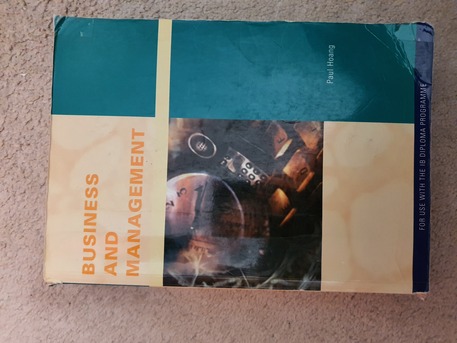 BUSINESS
AND
MANAGEMENT
Paul Hoang
FOR USE WITH THE IB DIPLOMA PROGRAMME